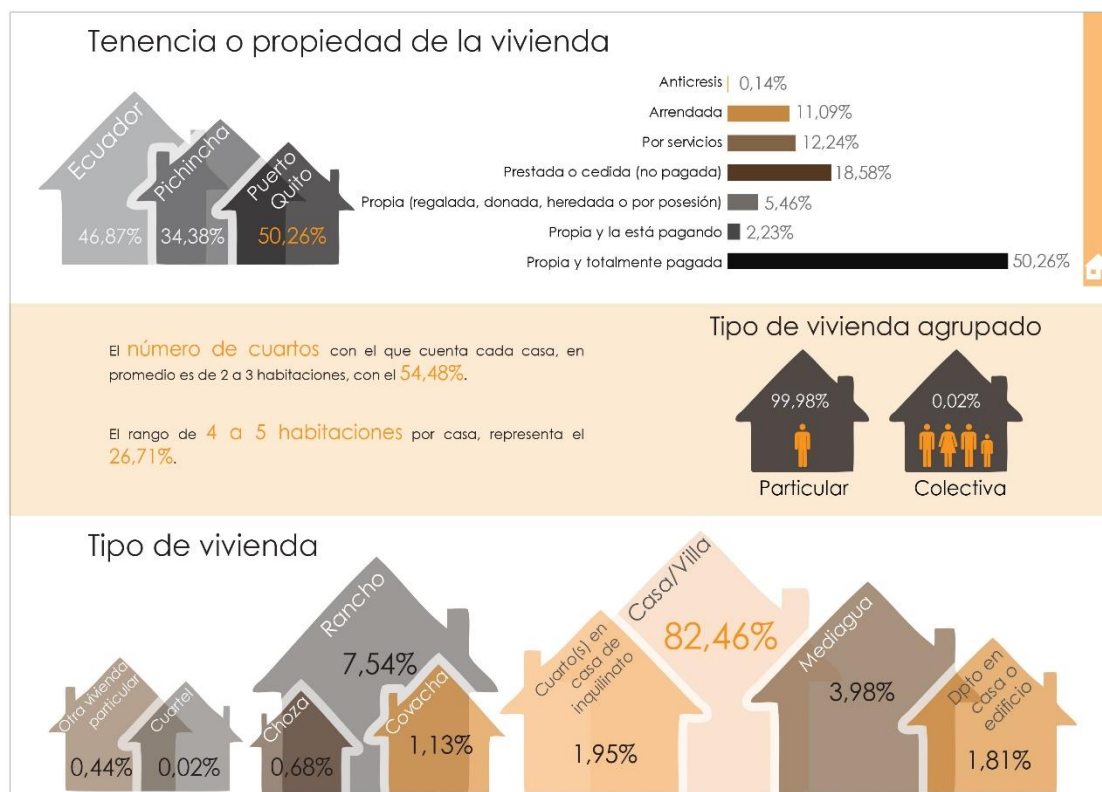 Tenencia o propiedad de la vivienda
Ecuador
46,87%
Pichincha
34,38%
Puerto
Quito
50,26%
Anticresis 0,14%
Arrendada 11,09%
Por servicios 12,24%
Prestada o cedida (no pagada) 18,58%
Propia (regalada, donada, heredada o por posesión) 5,46%
Propia y la está pagando 2,23%
Propia y totalmente pagada 50,26%
El número de cuartos con el que cuenta cada casa, en
promedio es de 2 a 3 habitaciones, con el 54,48%.
El rango de 4 a 5 habitaciones por casa, representa el
26,71%.
Tipo de vivienda agrupado
99,98%
Particular
0,02%
Colectiva
Tipo de vivienda
Otra vivienda
particular
0,44%
Cuartel
0,02%
Rancho
7,54%
Choza
0,68%
Covacha
1,13%
Cuarto(s) en
casa de
inquilinato
1,95%
Casa/Villa
82,46%
Mediagua
3,98%
Dpto en
casa o
edificio
1,81%